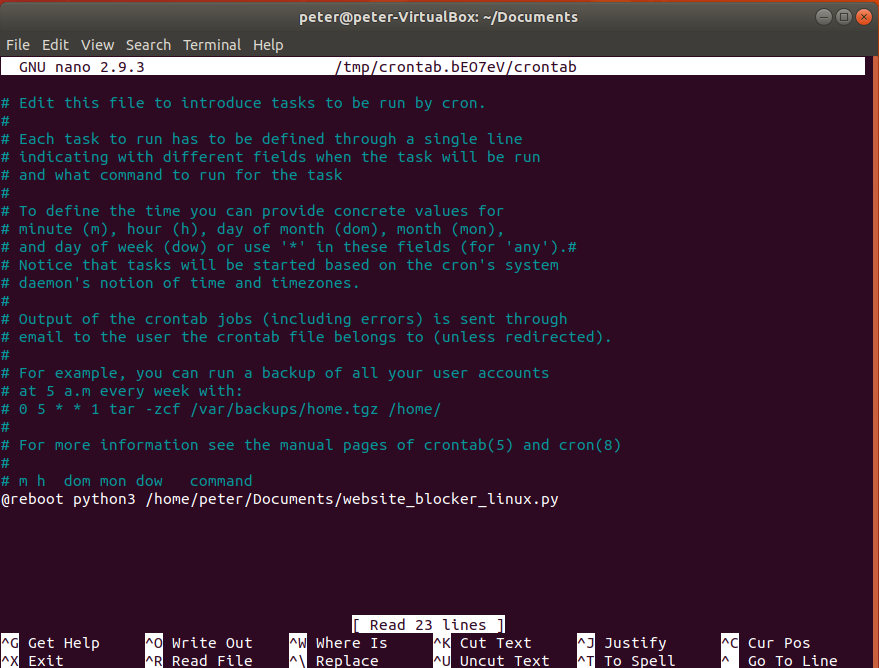 peter@peter-VirtualBox: ~/Documents
File Edit View Search Terminal Help
GNU nano 2.9.3 /tmp/crontab.bEO7eV/crontab
# Edit this file to introduce tasks to be run by cron.
#
# Each task to run has to be defined through a single line
# indicating with different fields when the task will be run
# and what command to run for the task
#
# To define the time you can provide concrete values for
# minute (m), hour (h), day of month (dom), month (mon),
# and day of week (dow) or use '*' in these fields (for 'any').#
# Notice that tasks will be started based on the cron's system
# daemon's notion of time and timezones.
#
# Output of the crontab jobs (including errors) is sent through
# email to the user the crontab file belongs to (unless redirected).
#
# For example, you can run a backup of all your user accounts
# at 5 a.m every week with:
# 0 5 * * 1 tar -zcf /var/backups/home.tgz /home/
#
# For more information see the manual pages of crontab(5) and cron(8)
#
# m h  dom mon dow   command
@reboot python3 /home/peter/Documents/website_blocker_linux.py
[ Read 23 lines ]
^G Get Help ^O Write Out ^W Where Is ^K Cut Text ^J Justify ^C Cur Pos
^X Exit ^R Read File ^\ Replace ^U Uncut Text ^T To Spell ^_ Go To Line